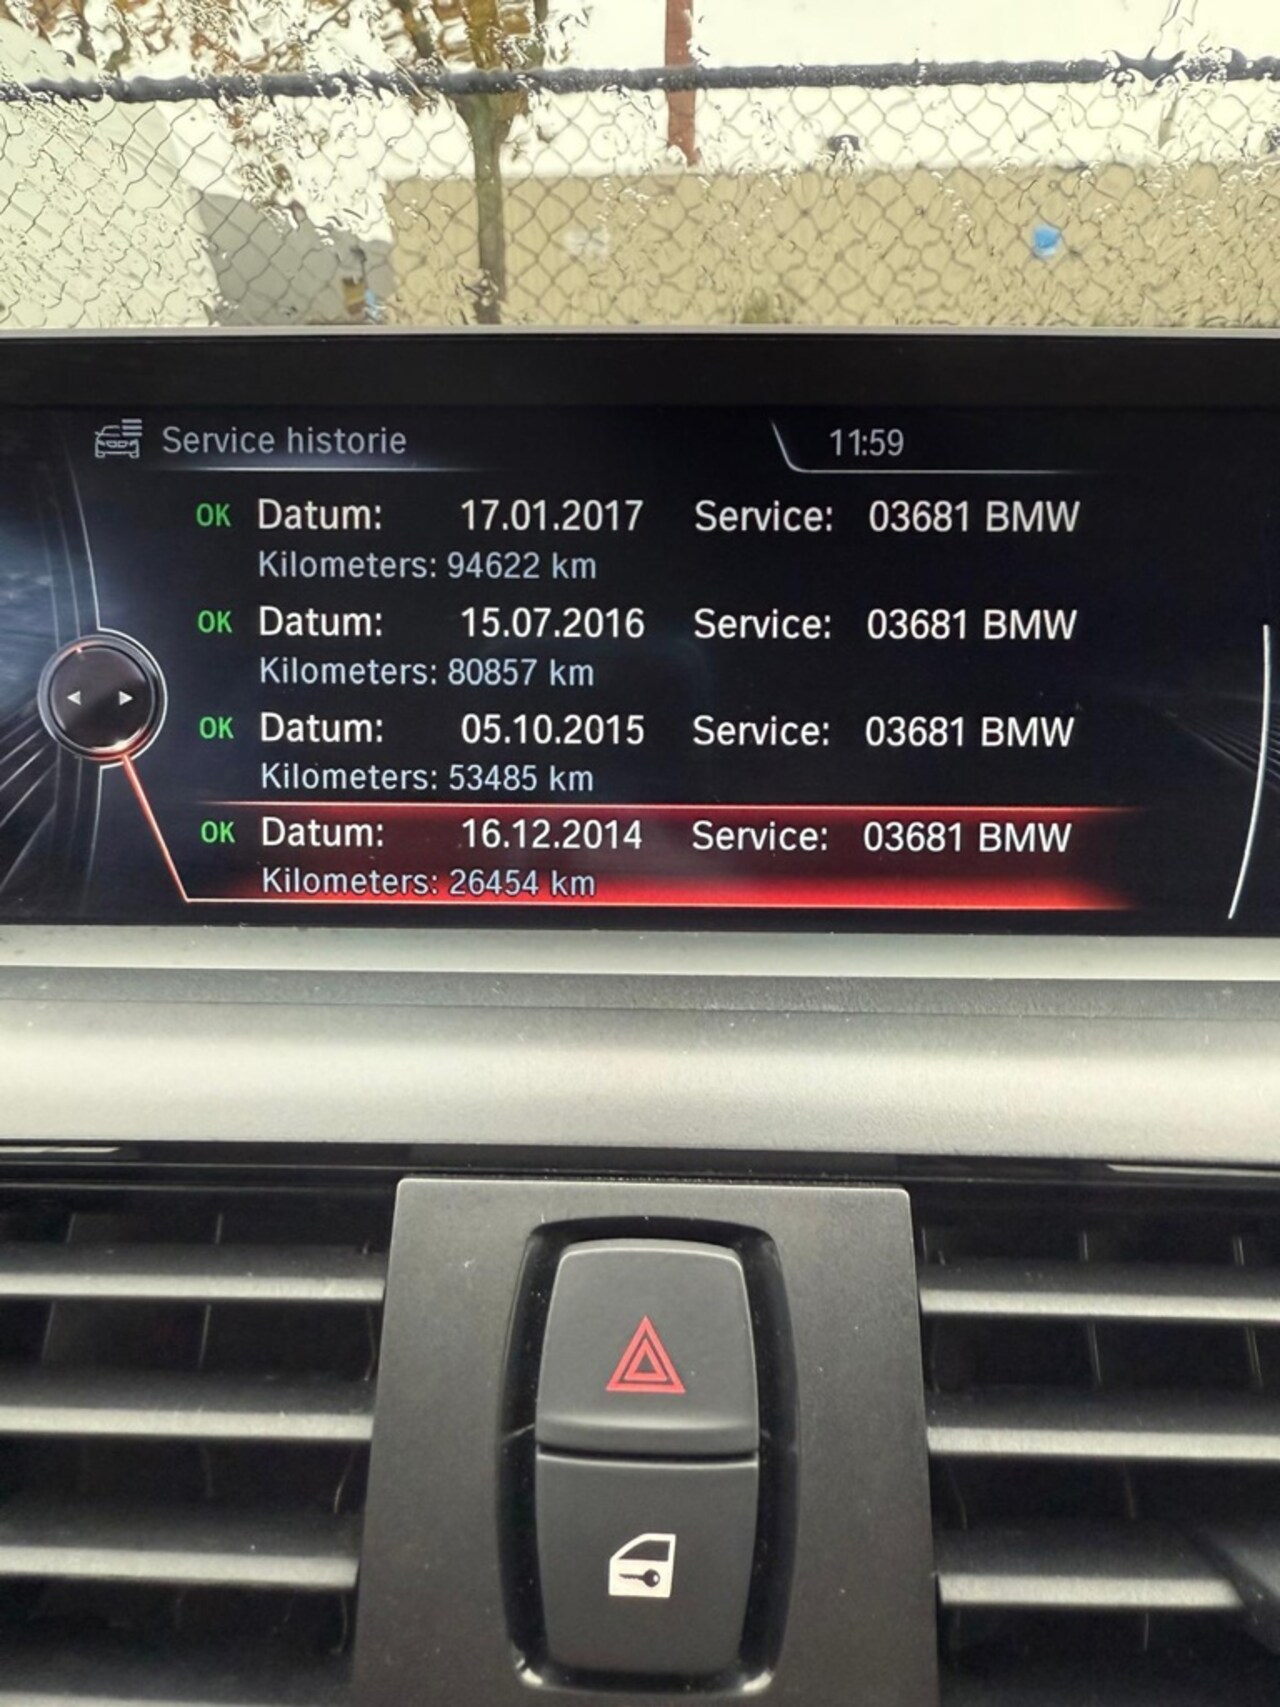 Service historie 11:59
OK Datum: 17.01.2017 Service: 03681 BMW
Kilometers: 94622 km
OK Datum: 15.07.2016 Service: 03681 BMW
Kilometers: 80857 km
OK Datum: 05.10.2015 Service: 03681 BMW
Kilometers: 53485 km
OK Datum: 16.12.2014 Service: 03681 BMW
Kilometers: 26454 km